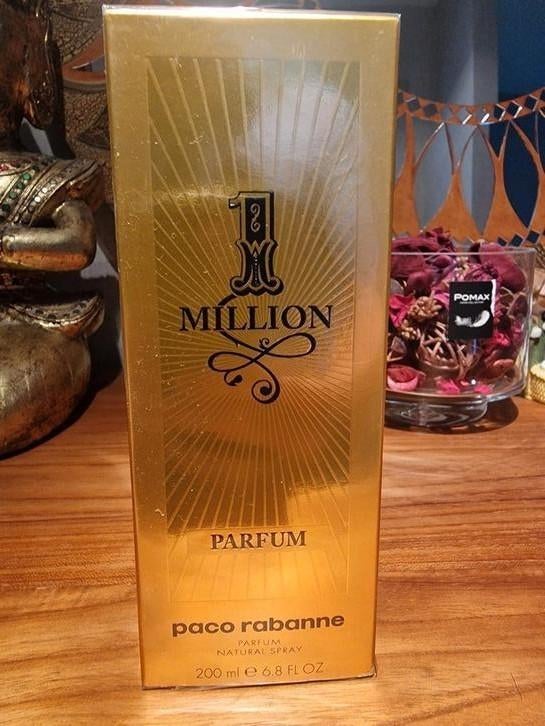 1
MILLION
PARFUM
paco rabanne
PARFUM
NATURAL SPRAY
200 ml ℮ 6.8 FL OZ
POMAX